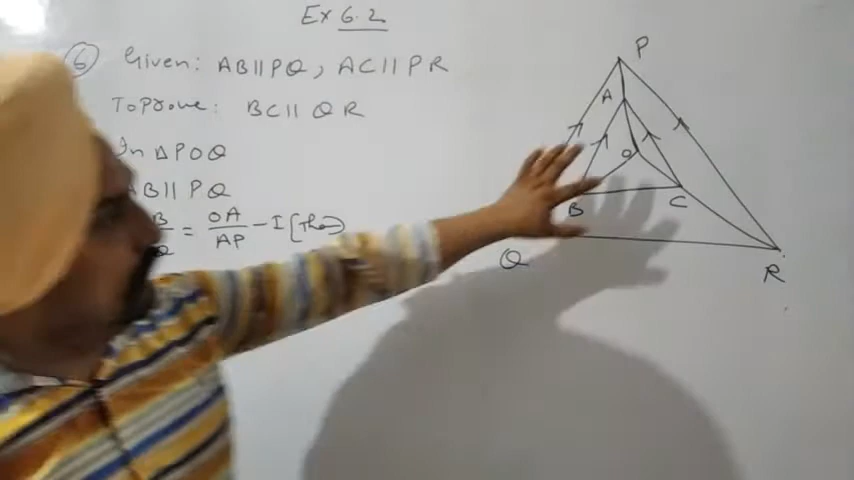 Ex 6.2
⑥ Given: AB||PQ, AC||PR
To prove: BC||QR
In ΔPOQ
AB||PQ
B/Q = OA/AP - I [Thm]
P
A
O
B
C
Q
R